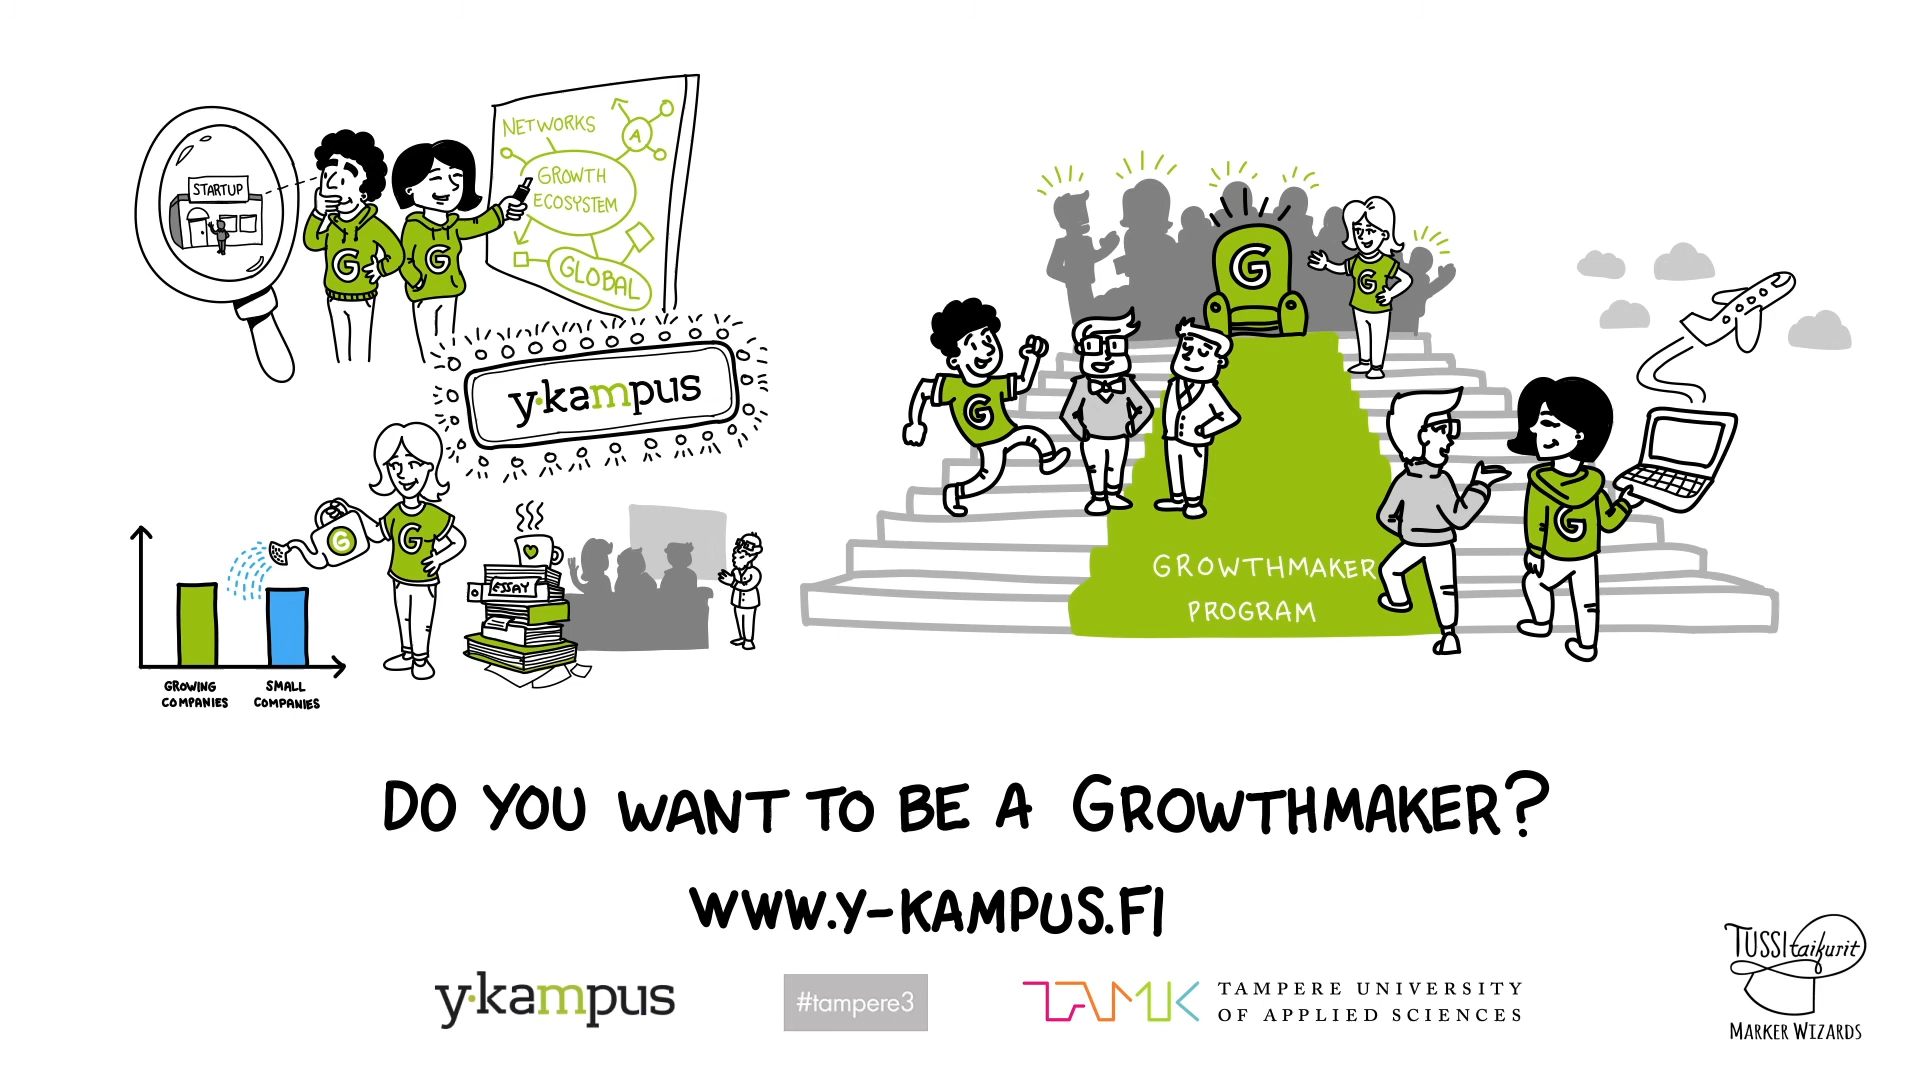 STARTUP
G
G
NETWORKS
A
GROWTH
ECOSYSTEM
GLOBAL
y·kampus
G
G
ESSAY
GROWING
COMPANIES
SMALL
COMPANIES
G
G
G
G
GROWTHMAKER
PROGRAM
DO YOU WANT TO BE A GROWTHMAKER?
WWW.Y-KAMPUS.FI
y·kampus
#tampere3
TAMK
TAMPERE UNIVERSITY
OF APPLIED SCIENCES
TUSSItaikurit
MARKER WIZARDS